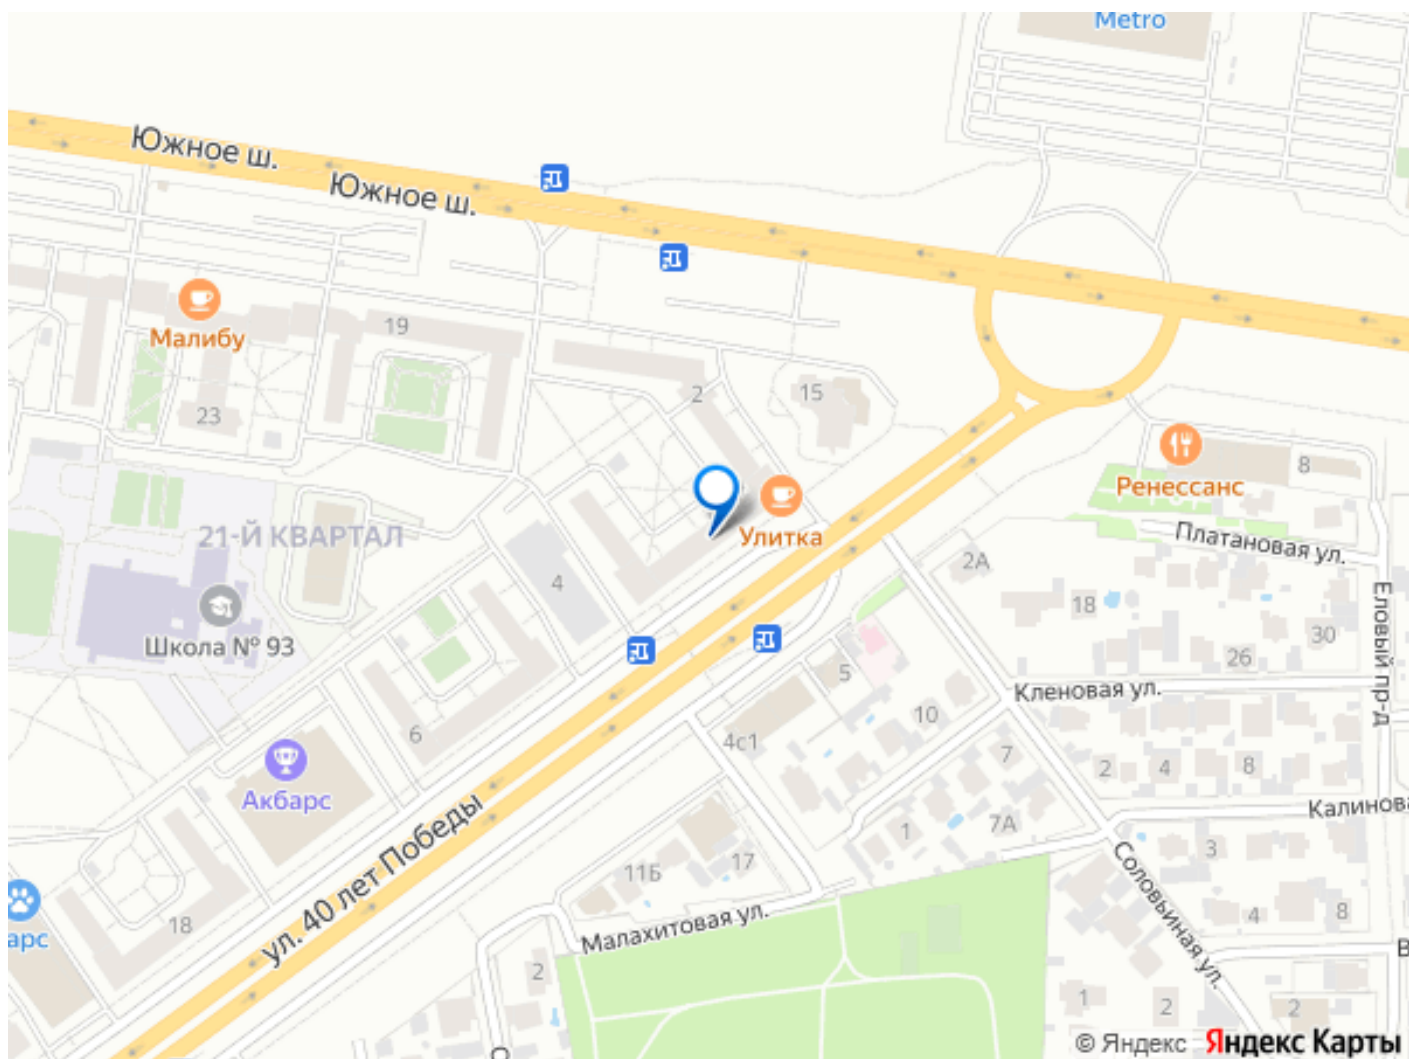 Metro
Южное ш.
Южное ш.
Малибу
19
23
2
15
8
Ренессанс
Улитка
Платановая ул.
21-Й КВАРТАЛ
4
2А
18
30
26
Еловый пр-д
Школа № 93
5
Кленовая ул.
10
4с1
6
7
2
4
8
Акбарс
ул. 40 лет Победы
1
7А
Калинова
3
11Б
17
Соловьиная ул.
4
8
18
арс
Малахитовая ул.
2
В
1
2
2
О
© Яндекс Яндекс Карты